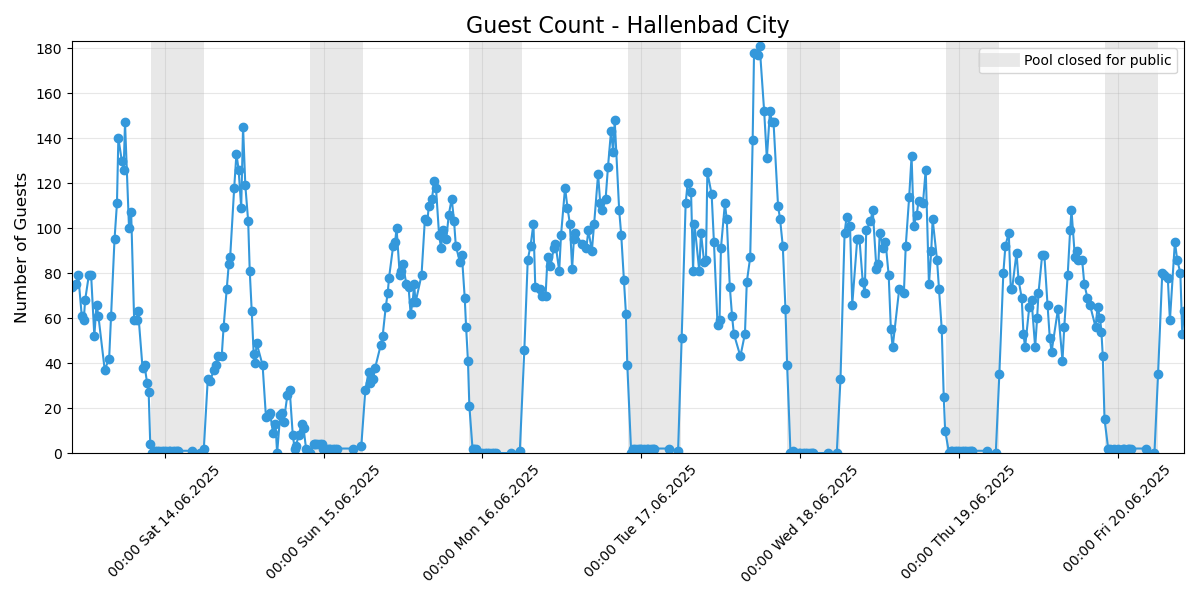 Guest Count - Hallenbad City
Pool closed for public
Number of Guests
180
160
140
120
100
80
60
40
20
0
00:00 Sat 14.06.2025
00:00 Sun 15.06.2025
00:00 Mon 16.06.2025
00:00 Tue 17.06.2025
00:00 Wed 18.06.2025
00:00 Thu 19.06.2025
00:00 Fri 20.06.2025